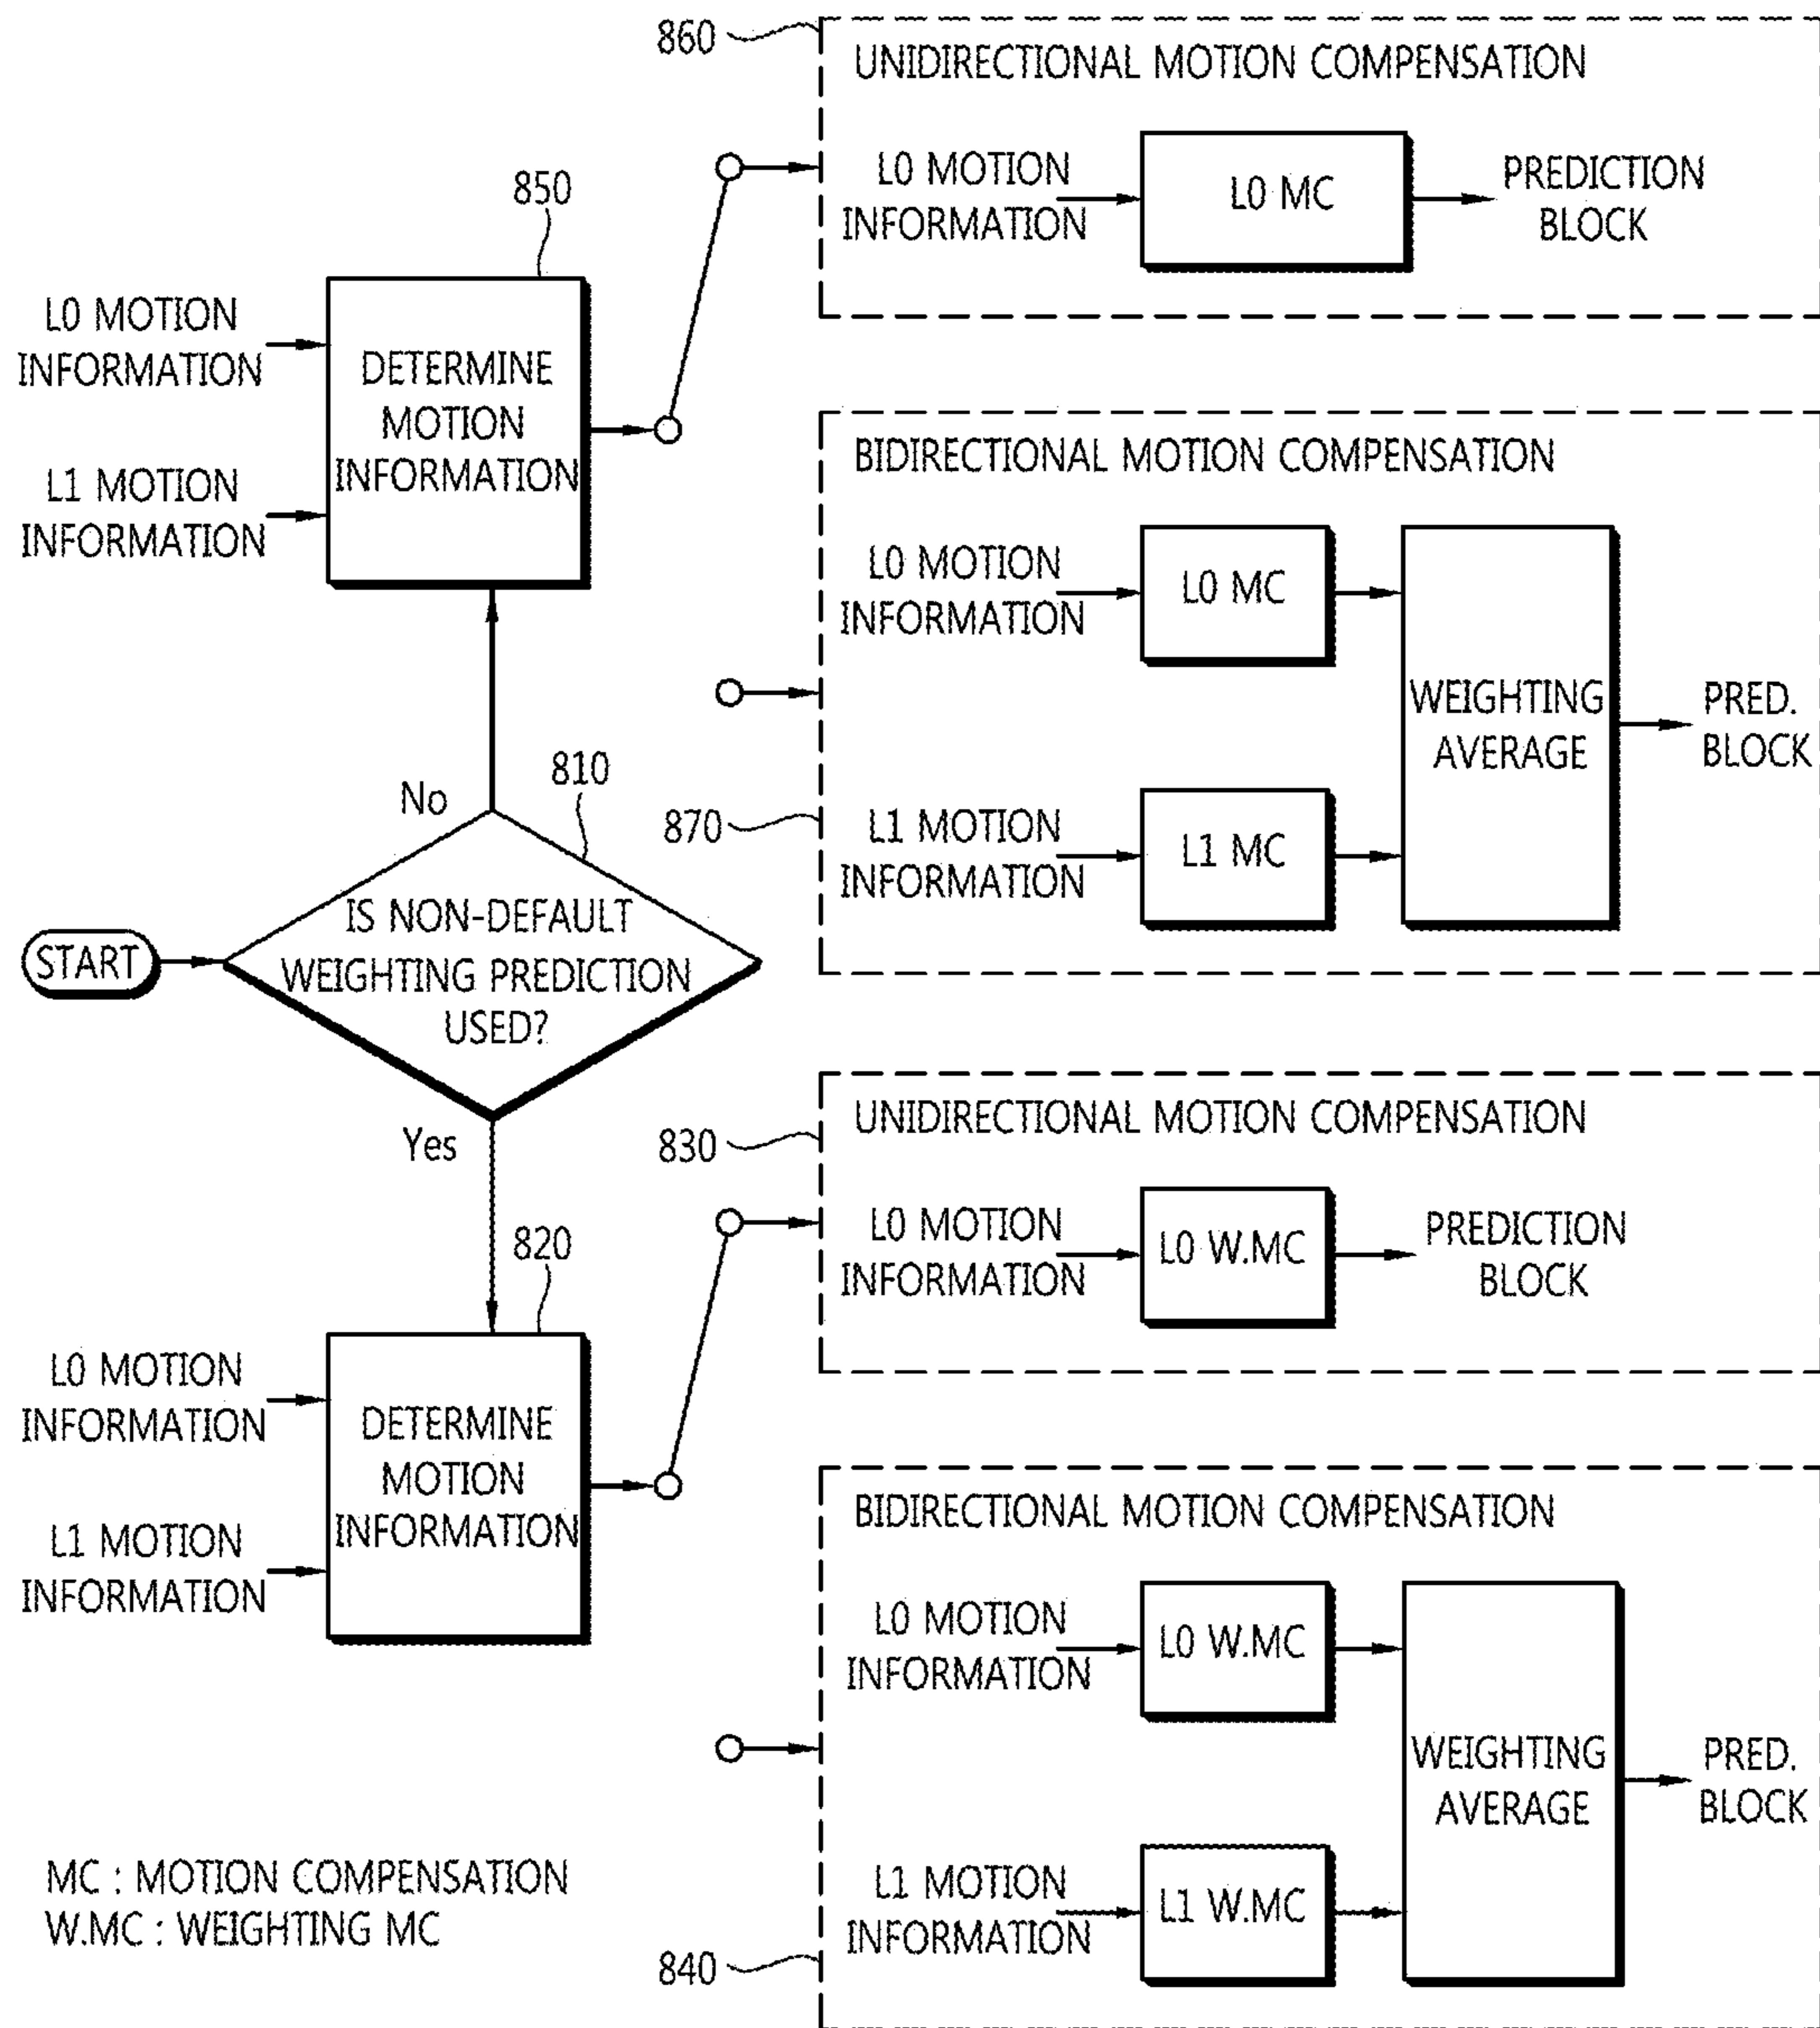 860
UNIDIRECTIONAL MOTION COMPENSATION
L0 MOTION
INFORMATION
L0 MC
PREDICTION
BLOCK
850
L0 MOTION
INFORMATION
L1 MOTION
INFORMATION
DETERMINE
MOTION
INFORMATION
BIDIRECTIONAL MOTION COMPENSATION
L0 MOTION
INFORMATION
L0 MC
WEIGHTING
AVERAGE
PRED.
BLOCK
870
L1 MOTION
INFORMATION
L1 MC
No
810
START
IS NON-DEFAULT
WEIGHTING PREDICTION
USED?
Yes
830
UNIDIRECTIONAL MOTION COMPENSATION
L0 MOTION
INFORMATION
L0 W.MC
PREDICTION
BLOCK
820
L0 MOTION
INFORMATION
L1 MOTION
INFORMATION
DETERMINE
MOTION
INFORMATION
BIDIRECTIONAL MOTION COMPENSATION
L0 MOTION
INFORMATION
L0 W.MC
WEIGHTING
AVERAGE
PRED.
BLOCK
L1 MOTION
INFORMATION
L1 W.MC
840
MC : MOTION COMPENSATION
W.MC : WEIGHTING MC